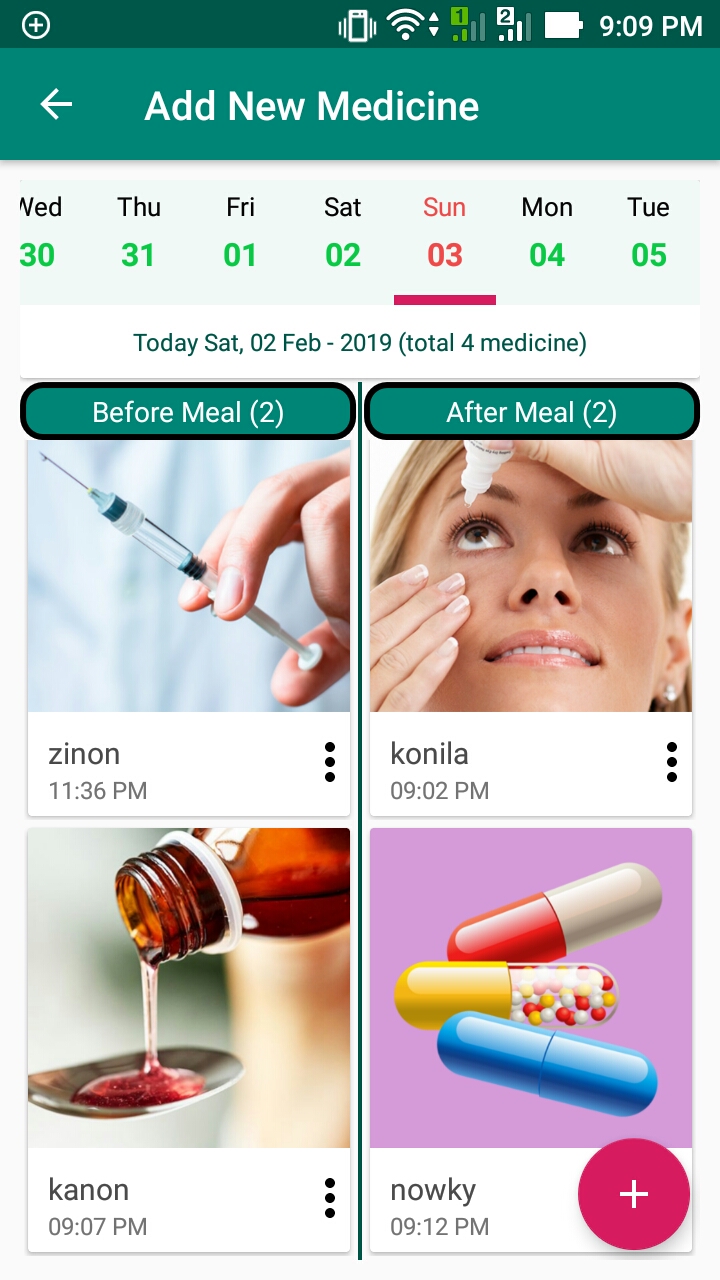 1 2 9:09 PM
Add New Medicine
Wed Thu Fri Sat Sun Mon Tue
30 31 01 02 03 04 05
Today Sat, 02 Feb - 2019 (total 4 medicine)
Before Meal (2)
After Meal (2)
zinon
11:36 PM
konila
09:02 PM
kanon
09:07 PM
nowky
09:12 PM